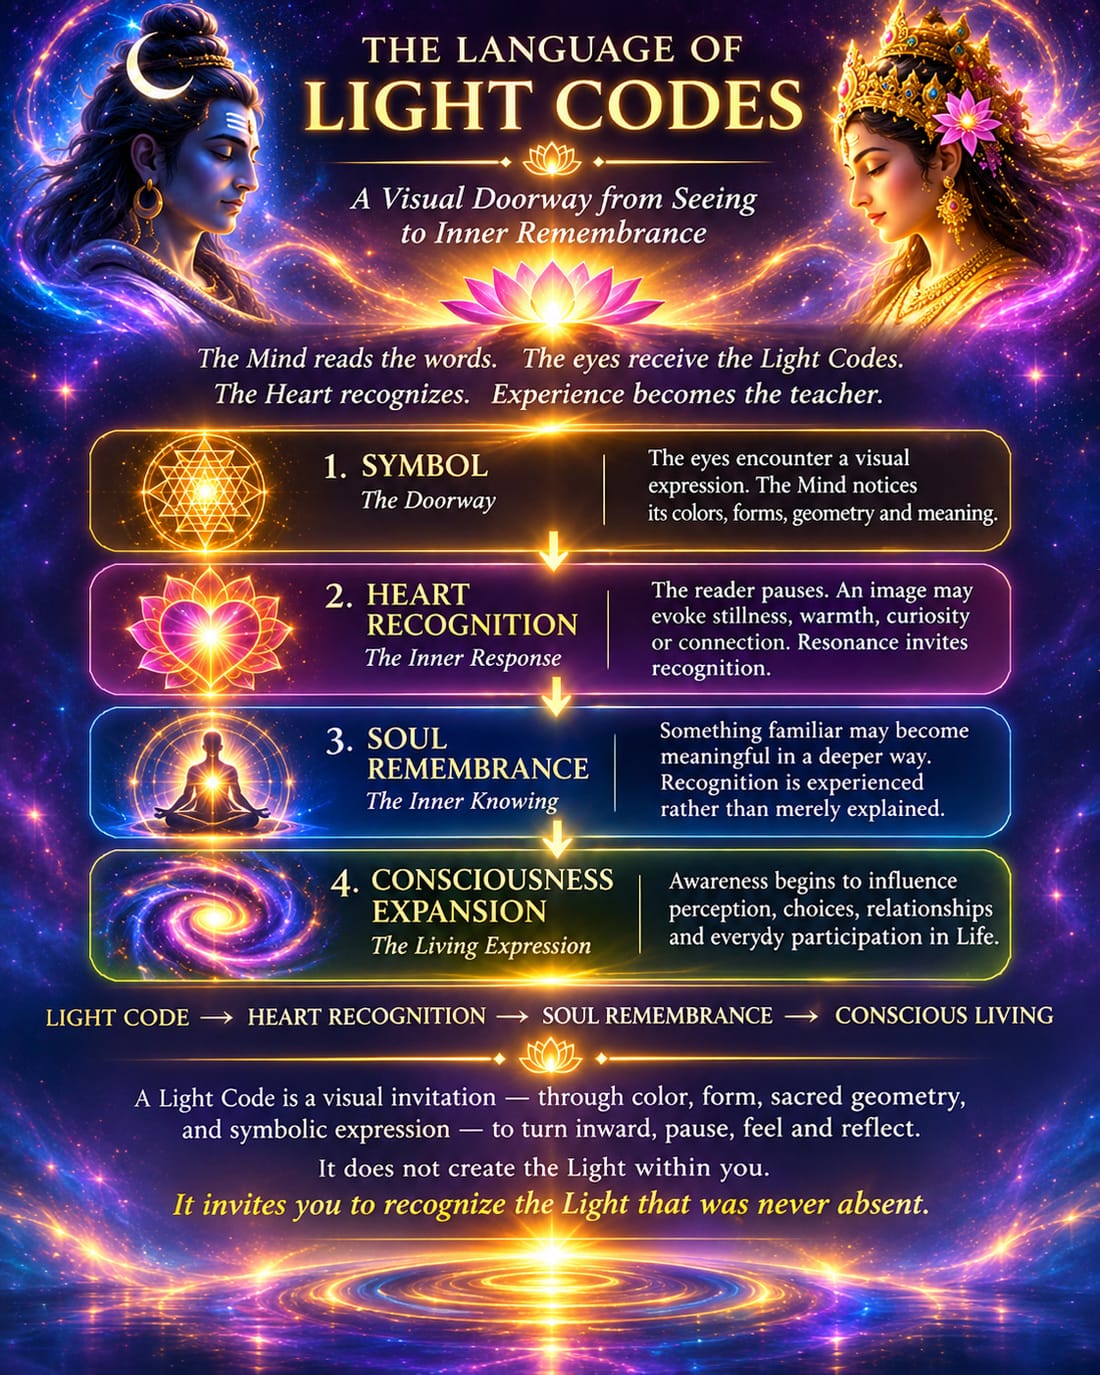 THE LANGUAGE OF
LIGHT CODES
A Visual Doorway from Seeing
to Inner Remembrance
The Mind reads the words. The eyes receive the Light Codes.
The Heart recognizes. Experience becomes the teacher.
1. SYMBOL
The Doorway
The eyes encounter a visual
expression. The Mind notices
its colors, forms, geometry and meaning.
2. HEART
RECOGNITION
The Inner Response
The reader pauses. An image may
evoke stillness, warmth, curiosity
or connection. Resonance invites
recognition.
3. SOUL
REMEMBRANCE
The Inner Knowing
Something familiar may become
meaningful in a deeper way.
Recognition is experienced
rather than merely explained.
4. CONSCIOUSNESS
EXPANSION
The Living Expression
Awareness begins to influence
perception, choices, relationships
and everydy participation in Life.
LIGHT CODE → HEART RECOGNITION → SOUL REMEMBRANCE → CONSCIOUS LIVING
A Light Code is a visual invitation — through color, form, sacred geometry,
and symbolic expression — to turn inward, pause, feel and reflect.
It does not create the Light within you.
It invites you to recognize the Light that was never absent.